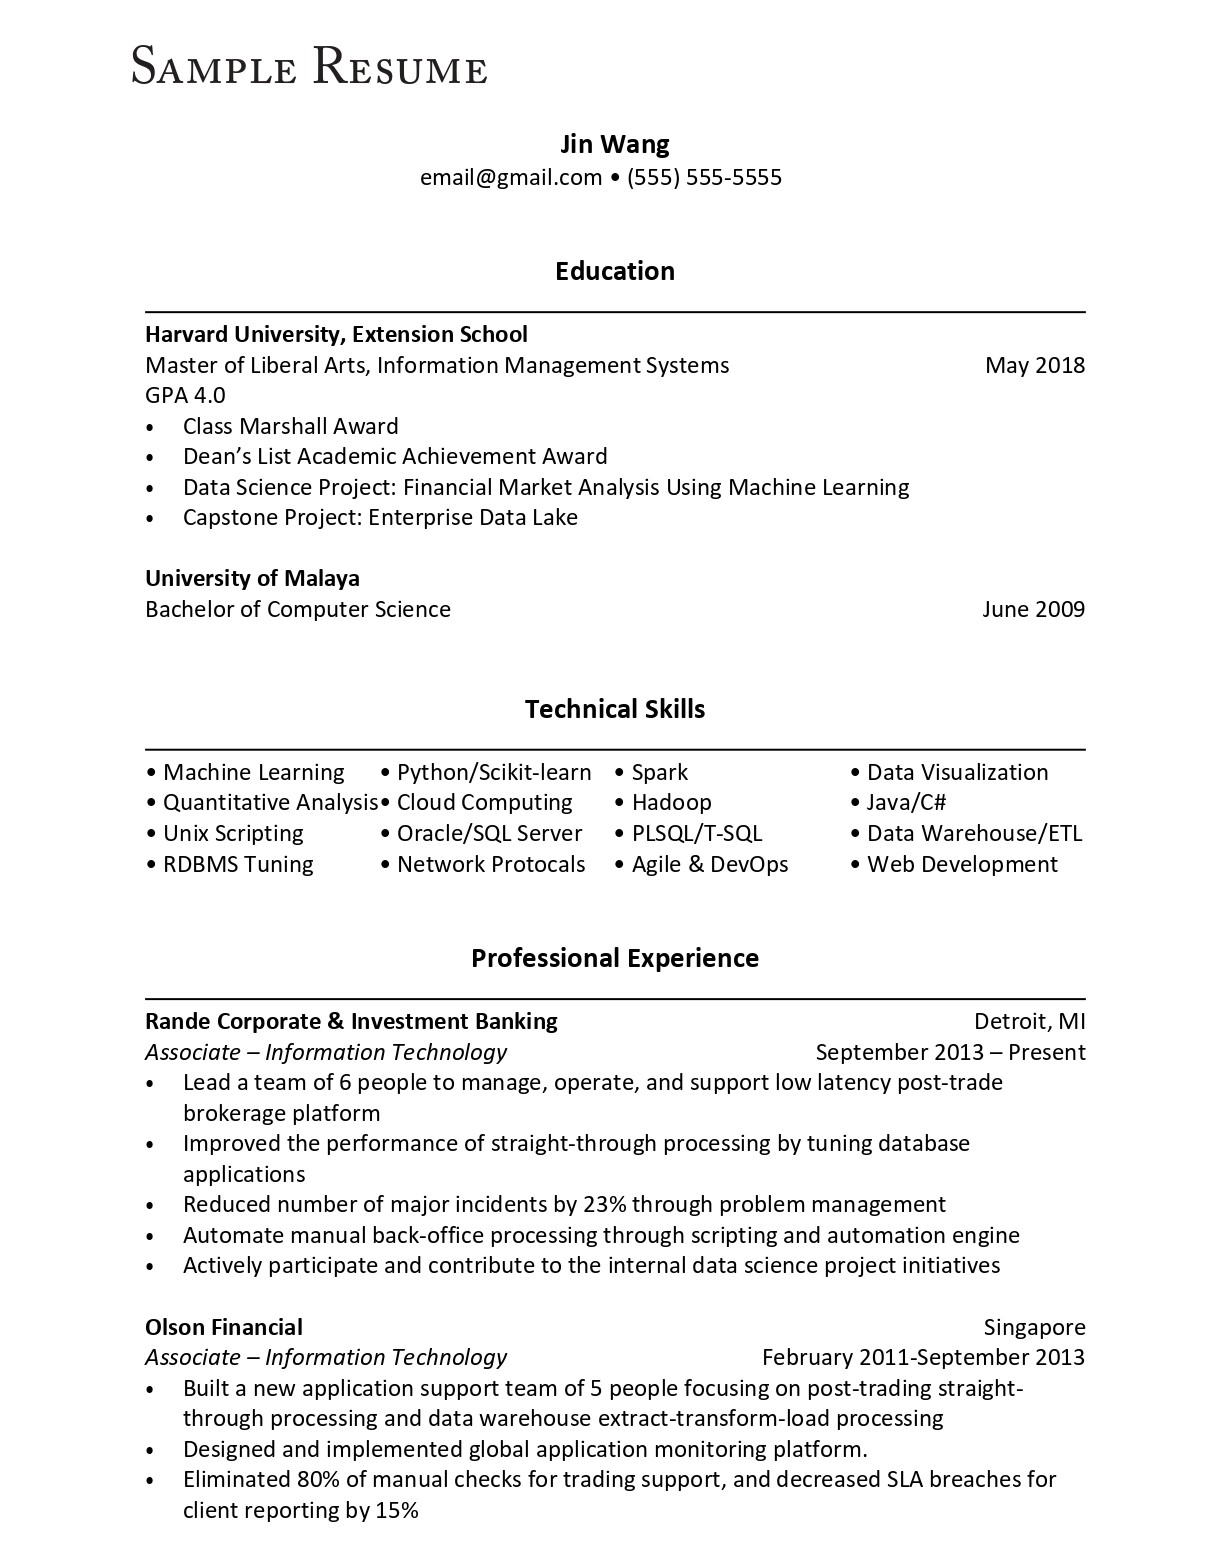 Sample Resume
Jin Wang
email@gmail.com • (555) 555-5555
Education
Harvard University, Extension School
Master of Liberal Arts, Information Management Systems May 2018
GPA 4.0
• Class Marshall Award
• Dean’s List Academic Achievement Award
• Data Science Project: Financial Market Analysis Using Machine Learning
• Capstone Project: Enterprise Data Lake
University of Malaya
Bachelor of Computer Science June 2009
Technical Skills
• Machine Learning • Python/Scikit-learn • Spark • Data Visualization
• Quantitative Analysis • Cloud Computing • Hadoop • Java/C#
• Unix Scripting • Oracle/SQL Server • PLSQL/T-SQL • Data Warehouse/ETL
• RDBMS Tuning • Network Protocals • Agile & DevOps • Web Development
Professional Experience
Rande Corporate & Investment Banking Detroit, MI
Associate – Information Technology September 2013 – Present
• Lead a team of 6 people to manage, operate, and support low latency post-trade
brokerage platform
• Improved the performance of straight-through processing by tuning database
applications
• Reduced number of major incidents by 23% through problem management
• Automate manual back-office processing through scripting and automation engine
• Actively participate and contribute to the internal data science project initiatives
Olson Financial Singapore
Associate – Information Technology February 2011-September 2013
• Built a new application support team of 5 people focusing on post-trading straight-
through processing and data warehouse extract-transform-load processing
• Designed and implemented global application monitoring platform.
• Eliminated 80% of manual checks for trading support, and decreased SLA breaches for
client reporting by 15%